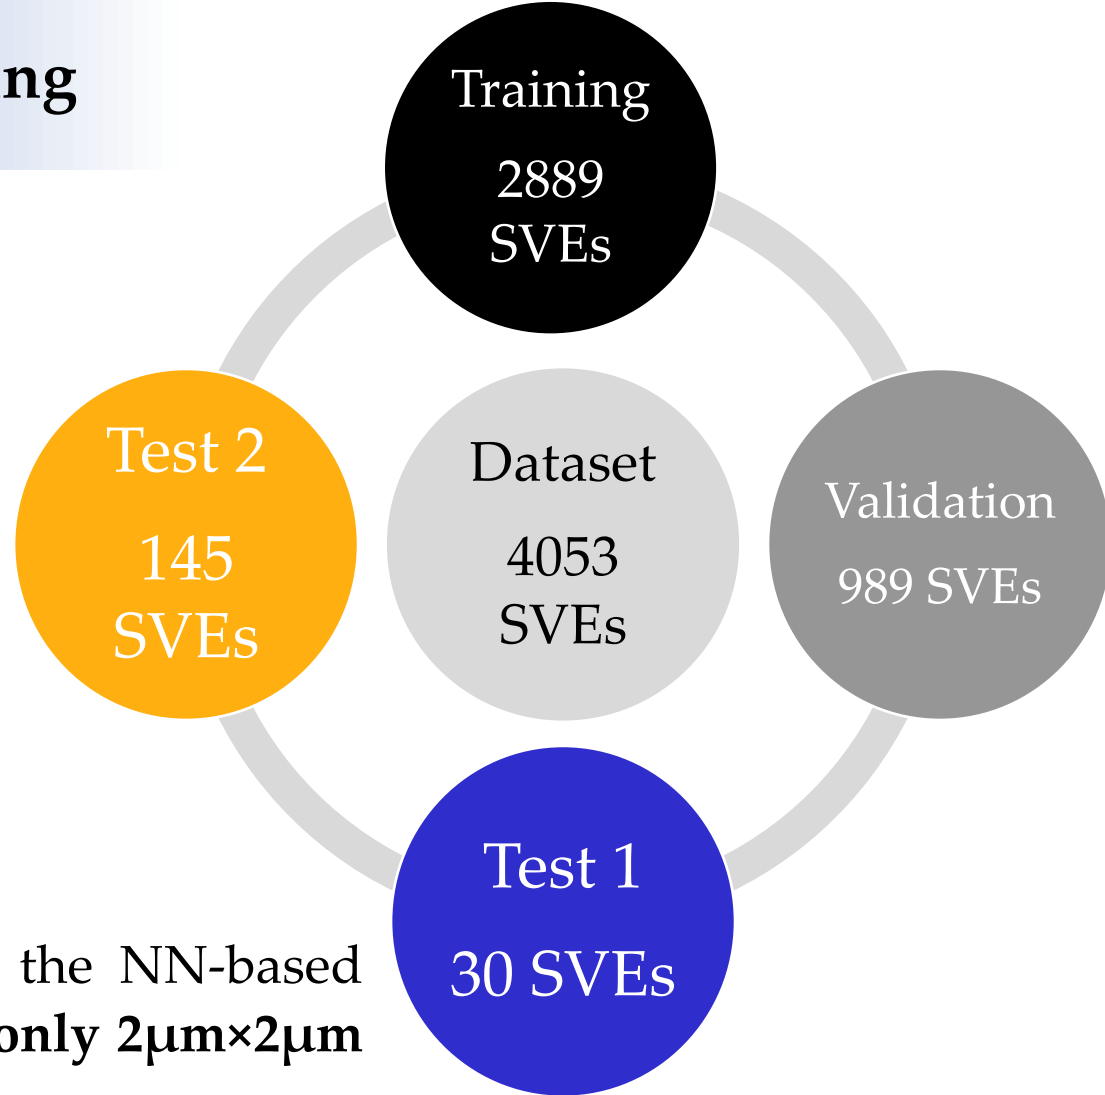 ng
Training
2889
SVEs
Test 2
145
SVEs
Dataset
4053
SVEs
Validation
989 SVEs
Test 1
30 SVEs
the NN-based
only 2μm×2μm